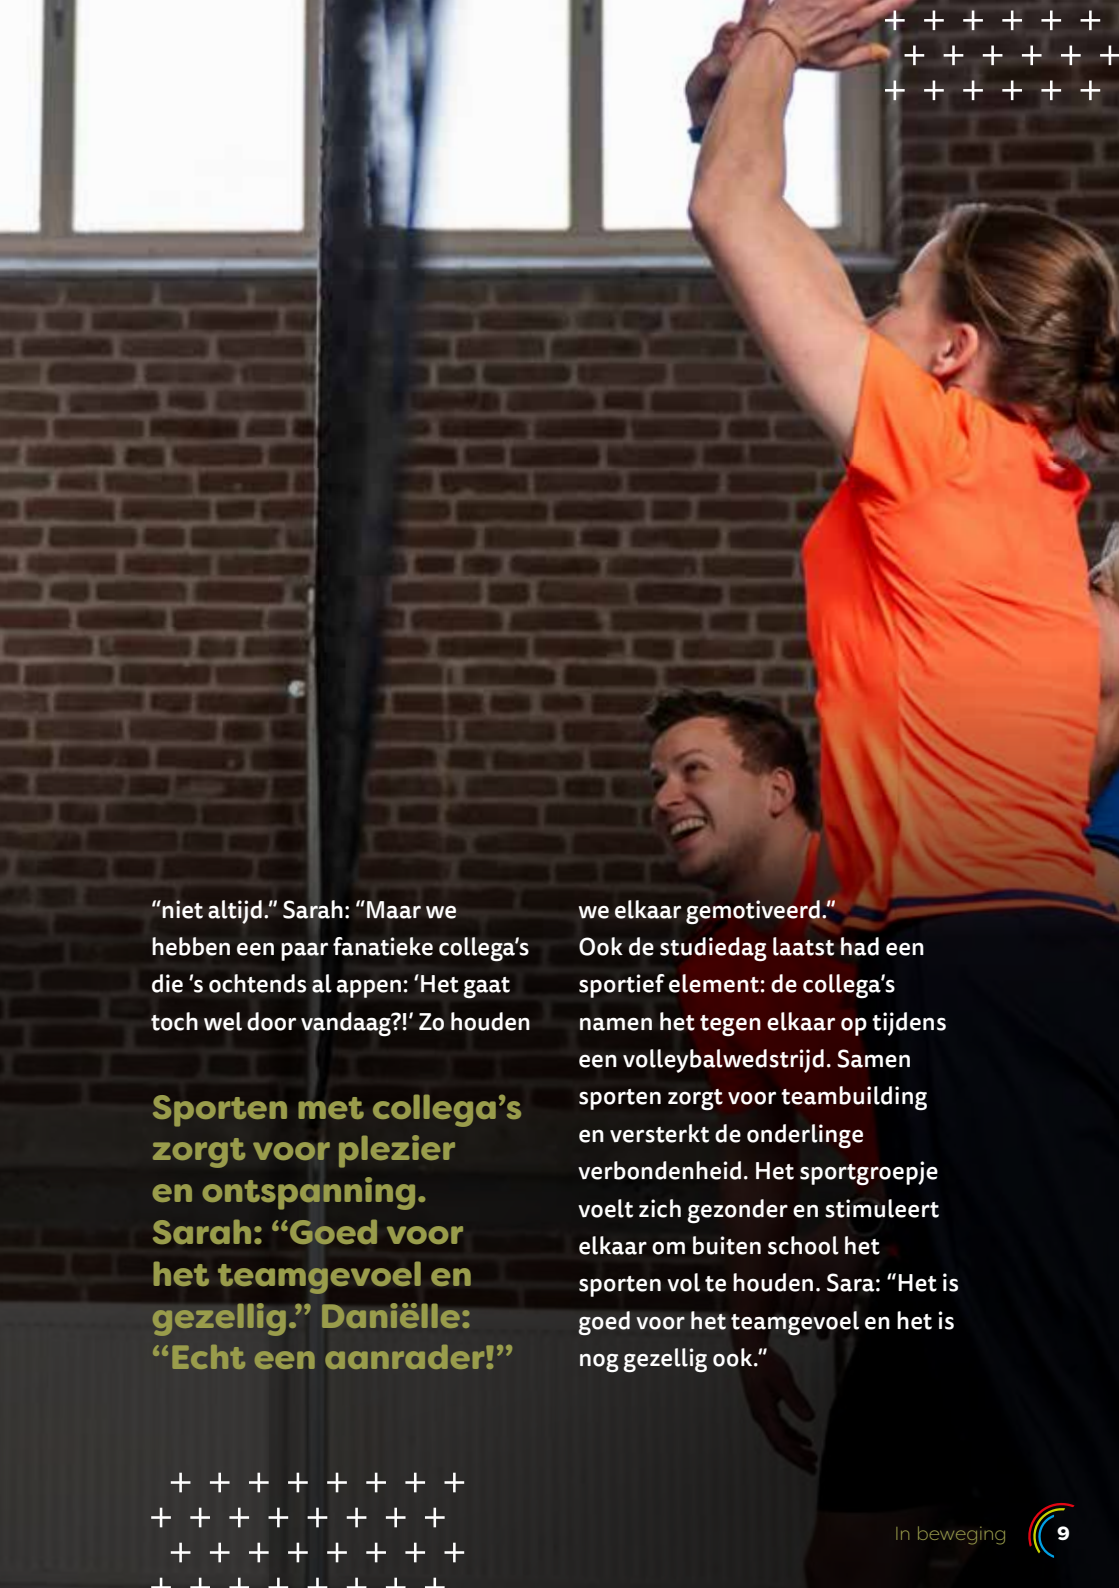 “niet altijd.” Sarah: “Maar we
hebben een paar fanatieke collega’s
die ’s ochtends al appen: ‘Het gaat
toch wel door vandaag?!’ Zo houden
Sporten met collega’s
zorgt voor plezier
en ontspanning.
Sarah: “Goed voor
het teamgevoel en
gezellig.” Daniëlle:
“Echt een aanrader!”
we elkaar gemotiveerd.”
Ook de studiedag laatst had een
sportief element: de collega’s
namen het tegen elkaar op tijdens
een volleybalwedstrijd. Samen
sporten zorgt voor teambuilding
en versterkt de onderlinge
verbondenheid. Het sportgroepje
voelt zich gezonder en stimuleert
elkaar om buiten school het
sporten vol te houden. Sara: “Het is
goed voor het teamgevoel en het is
nog gezellig ook.”
In beweging 9